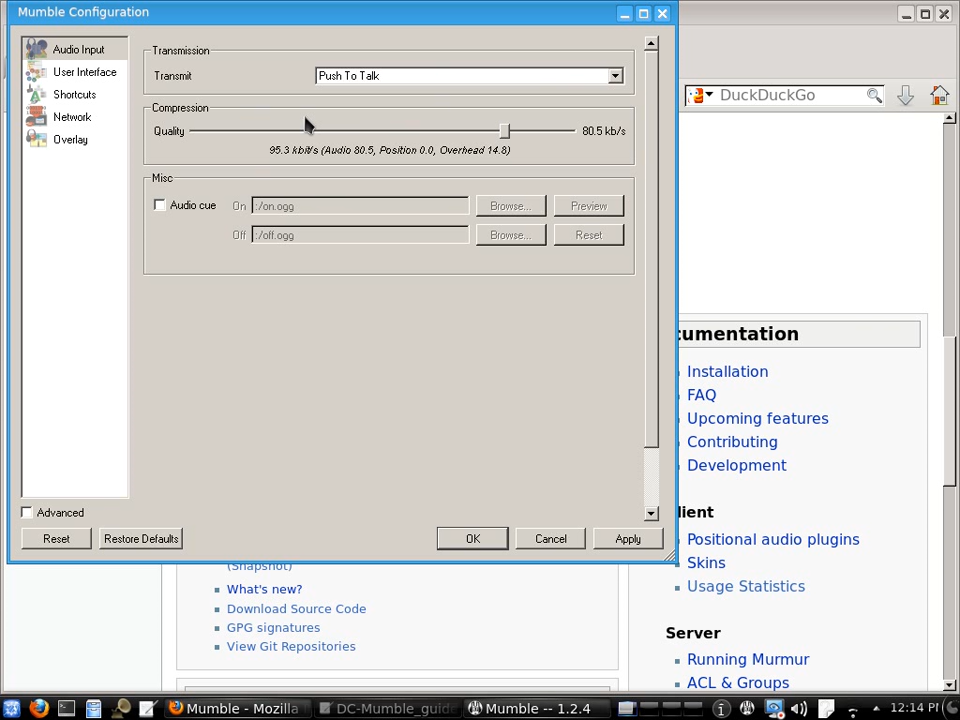 Mumble Configuration
Audio Input
User Interface
Shortcuts
Network
Overlay
Advanced
Reset
Restore Defaults
Transmission
Transmit
Push To Talk
Compression
Quality
80.5 kb/s
95.3 kbit/s (Audio 80.5, Position 0.0, Overhead 14.8)
Misc
Audio cue
On
:/on.ogg
Browse...
Preview
Off
:/off.ogg
Browse...
Reset
OK
Cancel
Apply
DuckDuckGo
cumentation
Installation
FAQ
Upcoming features
Contributing
Development
lient
Positional audio plugins
Skins
Usage Statistics
Server
Running Murmur
ACL & Groups
(Snapshot)
What's new?
Download Source Code
GPG signatures
View Git Repositories
Mumble - Mozilla
DC-Mumble_guid
Mumble -- 1.2.4
12:14 PM